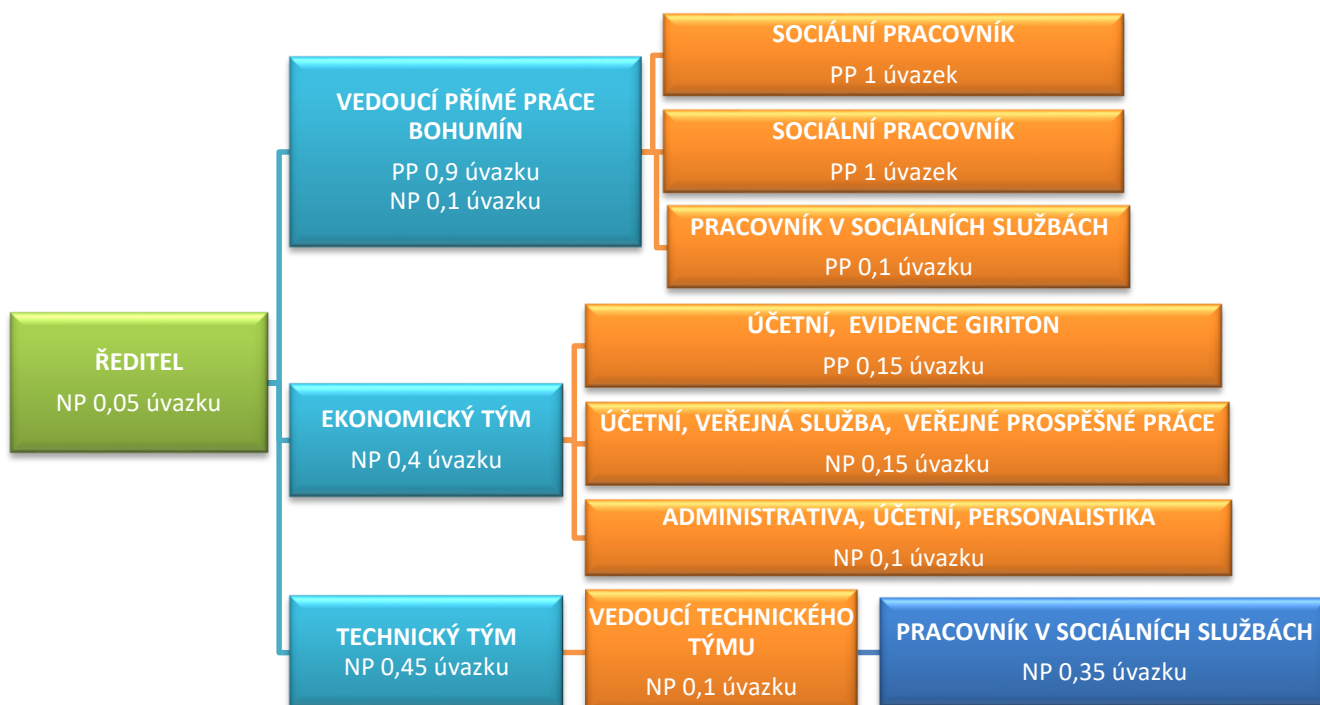 ŘEDITEL
NP 0,05 úvazku
VEDOUCÍ PŘÍMÉ PRÁCE
BOHUMÍN
PP 0,9 úvazku
NP 0,1 úvazku
SOCIÁLNÍ PRACOVNÍK
PP 1 úvazek
SOCIÁLNÍ PRACOVNÍK
PP 1 úvazek
PRACOVNÍK V SOCIÁLNÍCH SLUŽBÁCH
PP 0,1 úvazku
EKONOMICKÝ TÝM
NP 0,4 úvazku
ÚČETNÍ,  EVIDENCE GIRITON
PP 0,15 úvazku
ÚČETNÍ, VEŘEJNÁ SLUŽBA,  VEŘEJNÉ PROSPĚŠNÉ PRÁCE
NP 0,15 úvazku
ADMINISTRATIVA, ÚČETNÍ, PERSONALISTIKA
NP 0,1 úvazku
TECHNICKÝ TÝM
NP 0,45 úvazku
VEDOUCÍ TECHNICKÉHO
TÝMU
NP 0,1 úvazku
PRACOVNÍK V SOCIÁLNÍCH SLUŽBÁCH
NP 0,35 úvazku